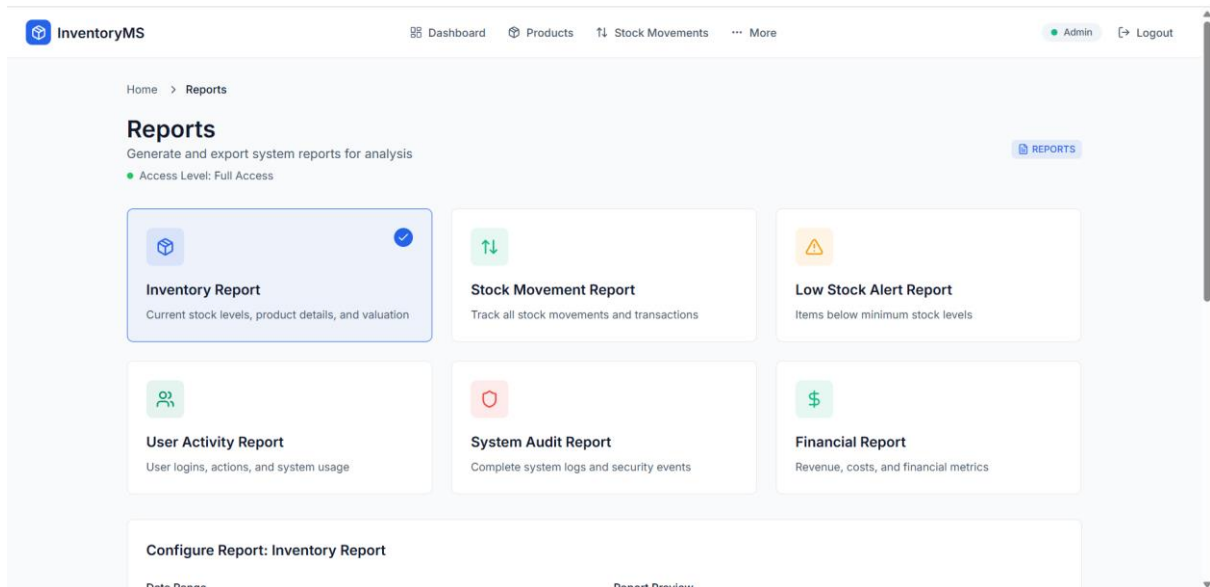 InventoryMS
Dashboard Products Stock Movements ... More
Admin Logout
Home > Reports
Reports
Generate and export system reports for analysis
Access Level: Full Access
REPORTS
Inventory Report
Current stock levels, product details, and valuation
Stock Movement Report
Track all stock movements and transactions
Low Stock Alert Report
Items below minimum stock levels
User Activity Report
User logins, actions, and system usage
System Audit Report
Complete system logs and security events
Financial Report
Revenue, costs, and financial metrics
Configure Report: Inventory Report
Date Range
Report Preview